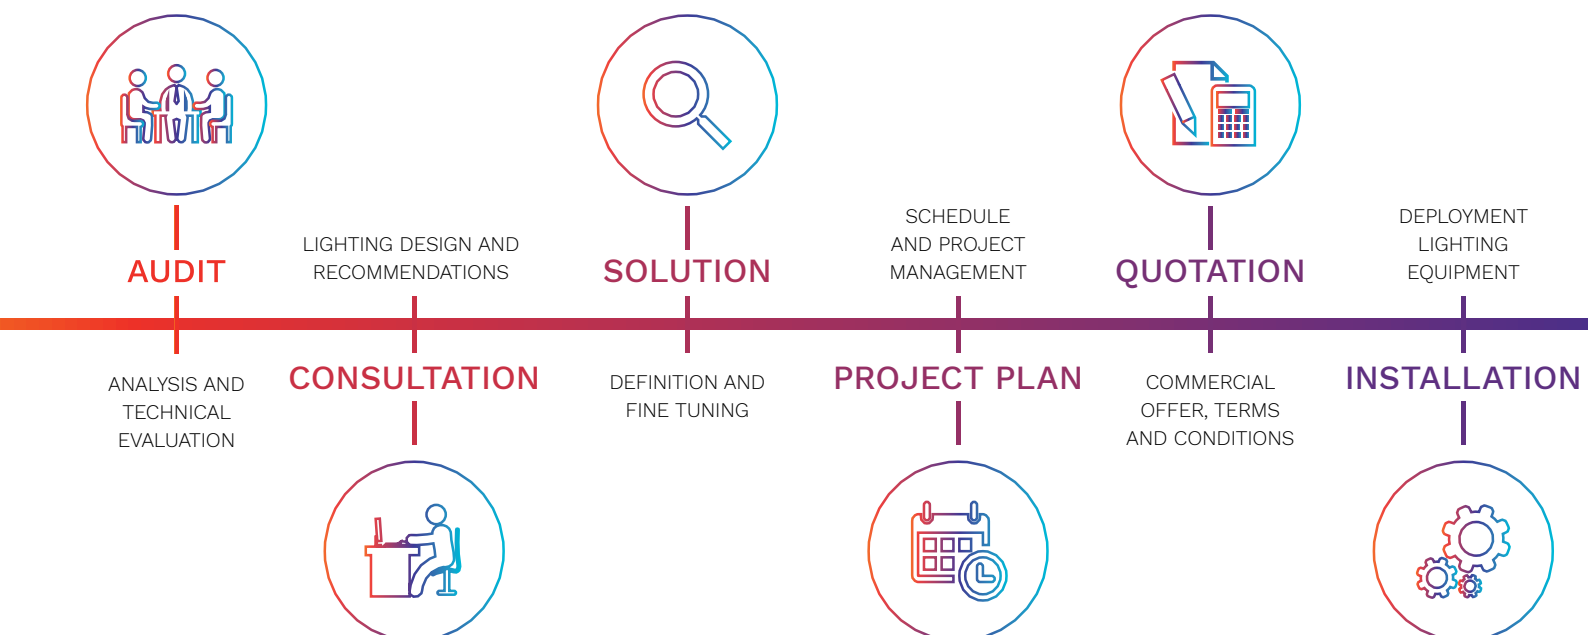 AUDIT
ANALYSIS AND
TECHNICAL
EVALUATION
LIGHTING DESIGN AND
RECOMMENDATIONS
CONSULTATION
SOLUTION
DEFINITION AND
FINE TUNING
SCHEDULE
AND PROJECT
MANAGEMENT
PROJECT PLAN
QUOTATION
COMMERCIAL
OFFER, TERMS
AND CONDITIONS
DEPLOYMENT
LIGHTING
EQUIPMENT
INSTALLATION